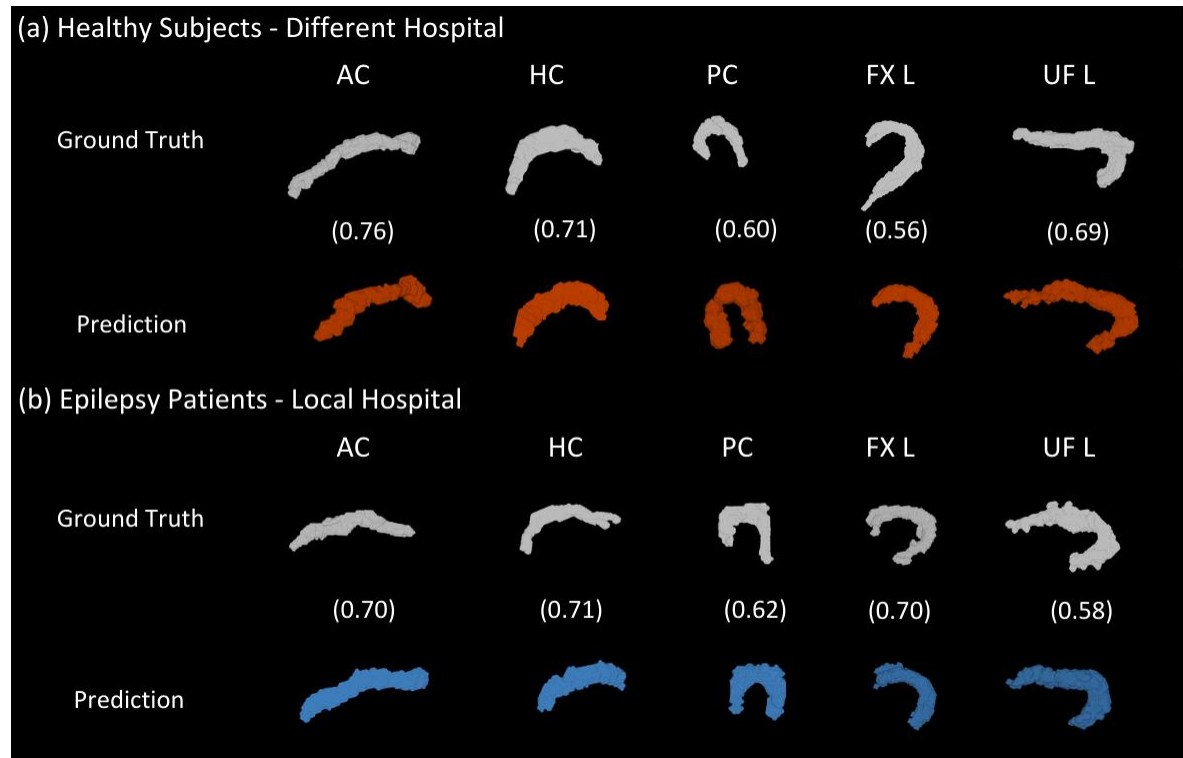 (a) Healthy Subjects - Different Hospital
AC HC PC FX L UF L
Ground Truth
(0.76) (0.71) (0.60) (0.56) (0.69)
Prediction
(b) Epilepsy Patients - Local Hospital
AC HC PC FX L UF L
Ground Truth
(0.70) (0.71) (0.62) (0.70) (0.58)
Prediction